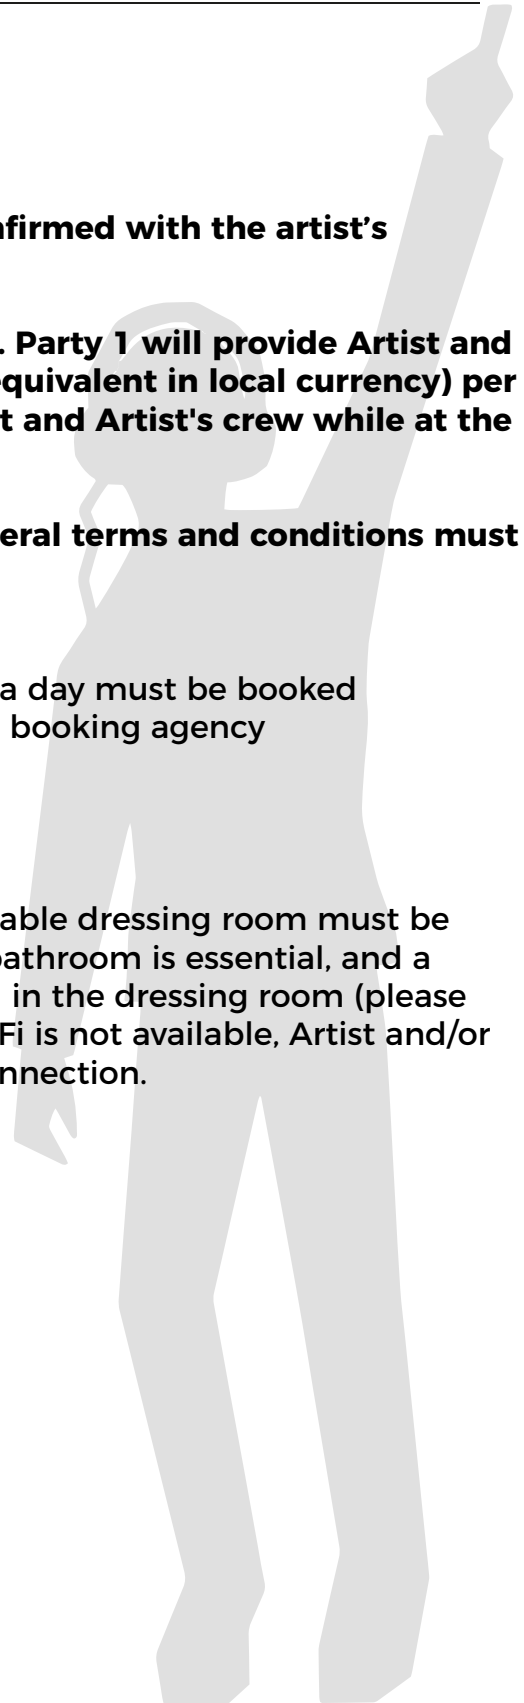 nfirmed with the artist’s
. Party 1 will provide Artist and
equivalent in local currency) per
t and Artist's crew while at the
eral terms and conditions must
a day must be booked
booking agency
able dressing room must be
bathroom is essential, and a
in the dressing room (please
Fi is not available, Artist and/or
nnection.